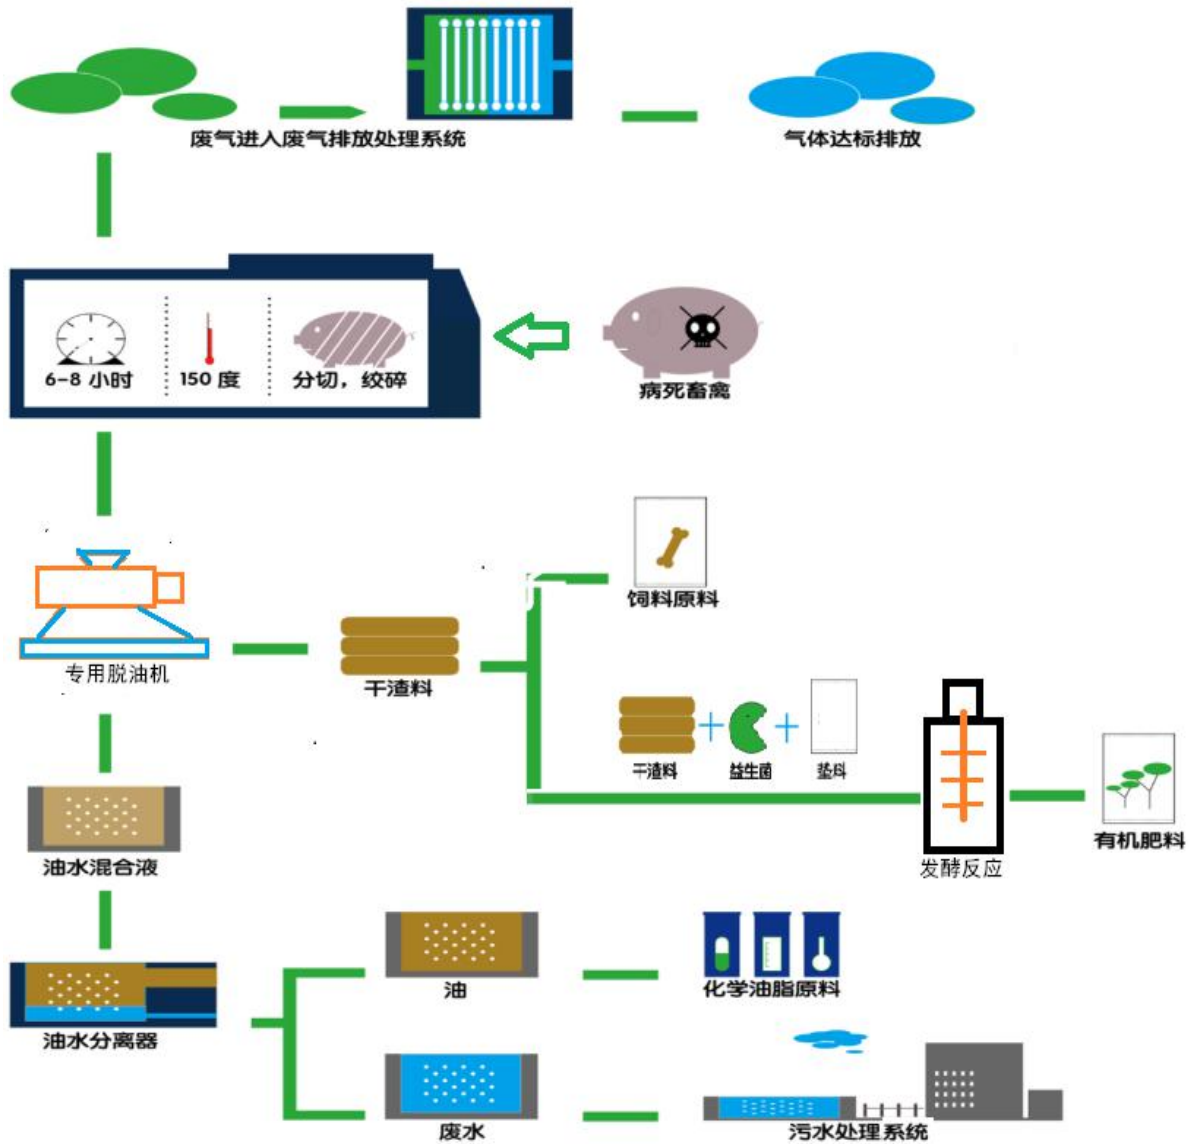 废气进入废气排放处理系统
气体达标排放
6-8 小时
150 度
分切，绞碎
病死畜禽
饲料原料
专用脱油机
干渣料
干渣料
益生菌
垫料
有机肥料
发酵反应
油水混合液
油
化学油脂原料
油水分离器
废水
污水处理系统